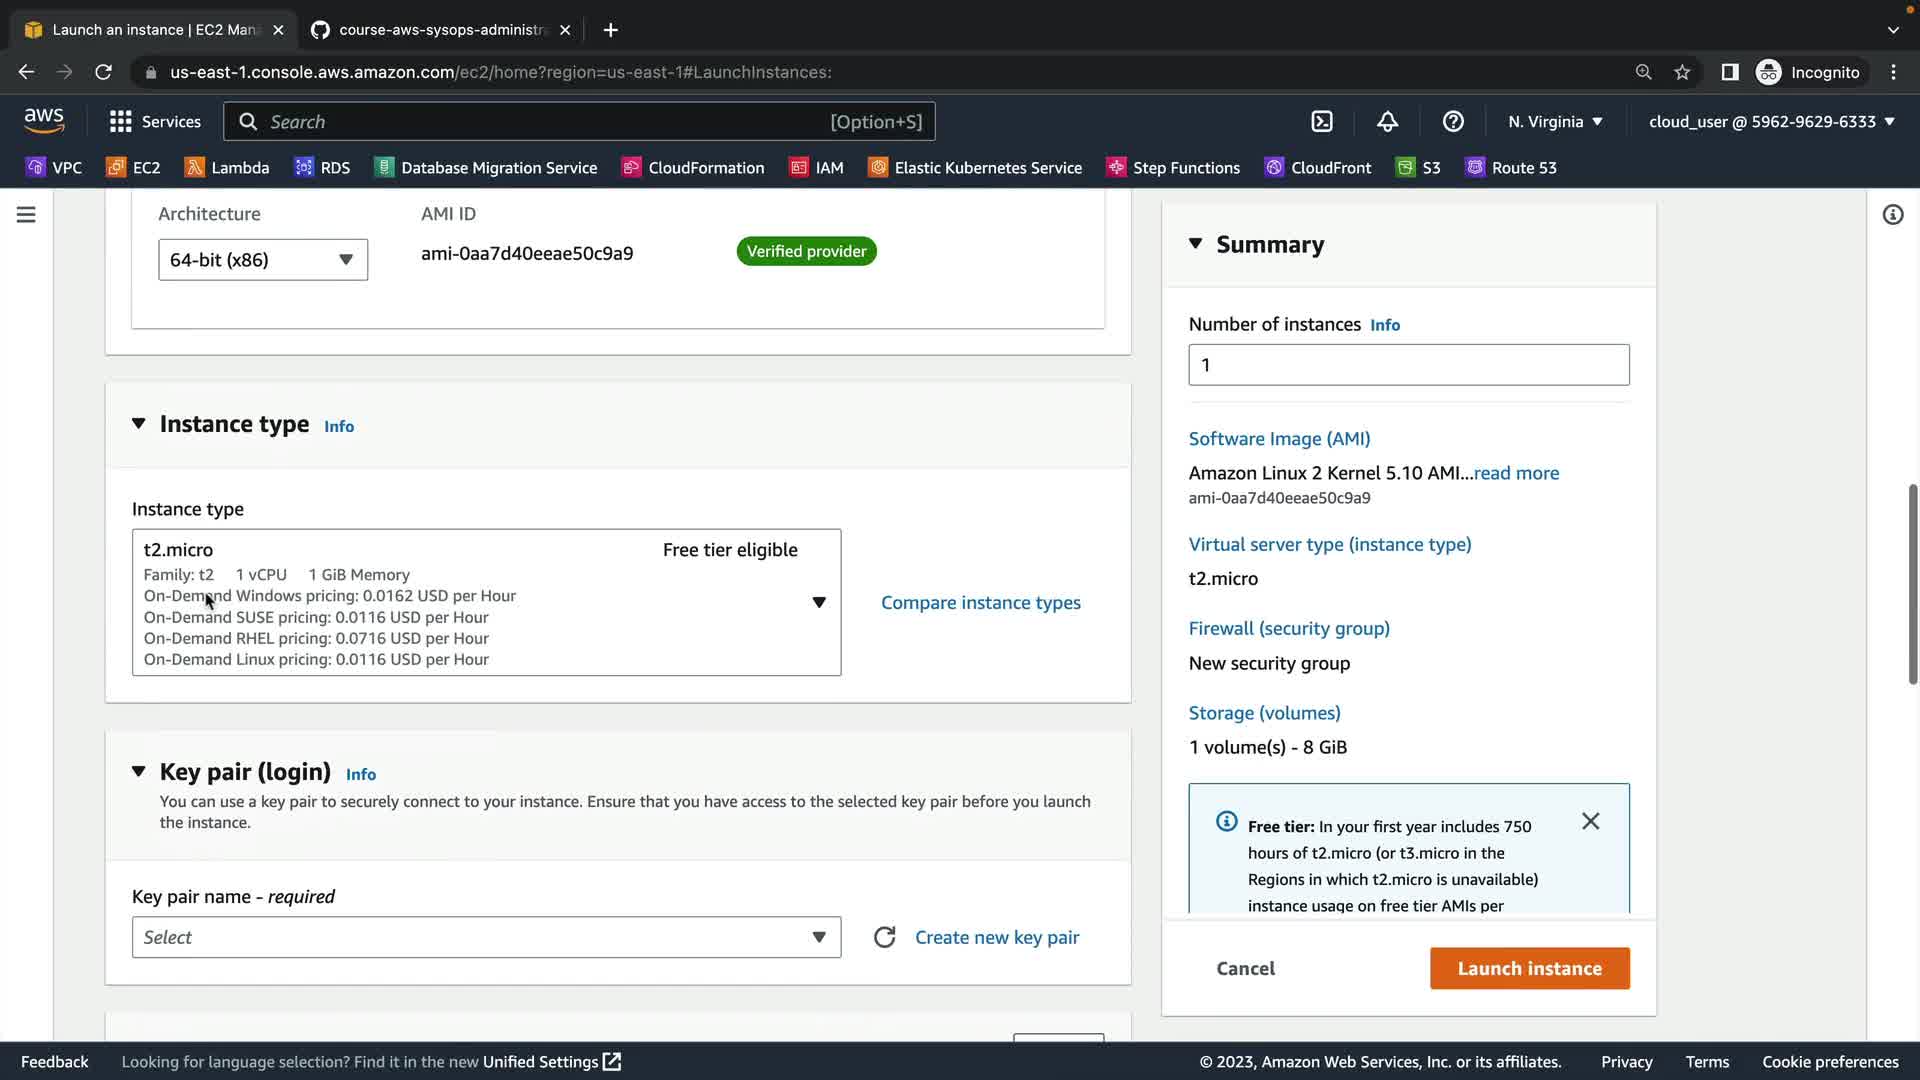 Launch an instance | EC2 Man
course-aws-sysops-administr
us-east-1.console.aws.amazon.com/ec2/home?region=us-east-1#LaunchInstances:
Incognito
aws
Services
Search
[Option+S]
N. Virginia
cloud_user @ 5962-9629-6333
VPC
EC2
Lambda
RDS
Database Migration Service
CloudFormation
IAM
Elastic Kubernetes Service
Step Functions
CloudFront
S3
Route 53
Architecture
AMI ID
64-bit (x86)
ami-0aa7d40eeae50c9a9
Verified provider
Instance type Info
Instance type
t2.micro
Free tier eligible
Family: t2 1 vCPU 1 GiB Memory
On-Demand Windows pricing: 0.0162 USD per Hour
On-Demand SUSE pricing: 0.0116 USD per Hour
On-Demand RHEL pricing: 0.0716 USD per Hour
On-Demand Linux pricing: 0.0116 USD per Hour
Compare instance types
Key pair (login) Info
You can use a key pair to securely connect to your instance. Ensure that you have access to the selected key pair before you launch
the instance.
Key pair name - required
Select
Create new key pair
Summary
Number of instances Info
1
Software Image (AMI)
Amazon Linux 2 Kernel 5.10 AMI...read more
ami-0aa7d40eeae50c9a9
Virtual server type (instance type)
t2.micro
Firewall (security group)
New security group
Storage (volumes)
1 volume(s) - 8 GiB
Free tier: In your first year includes 750
hours of t2.micro (or t3.micro in the
Regions in which t2.micro is unavailable)
instance usage on free tier AMIs per
Cancel
Launch instance
Feedback
Looking for language selection? Find it in the new Unified Settings
© 2023, Amazon Web Services, Inc. or its affiliates.
Privacy
Terms
Cookie preferences